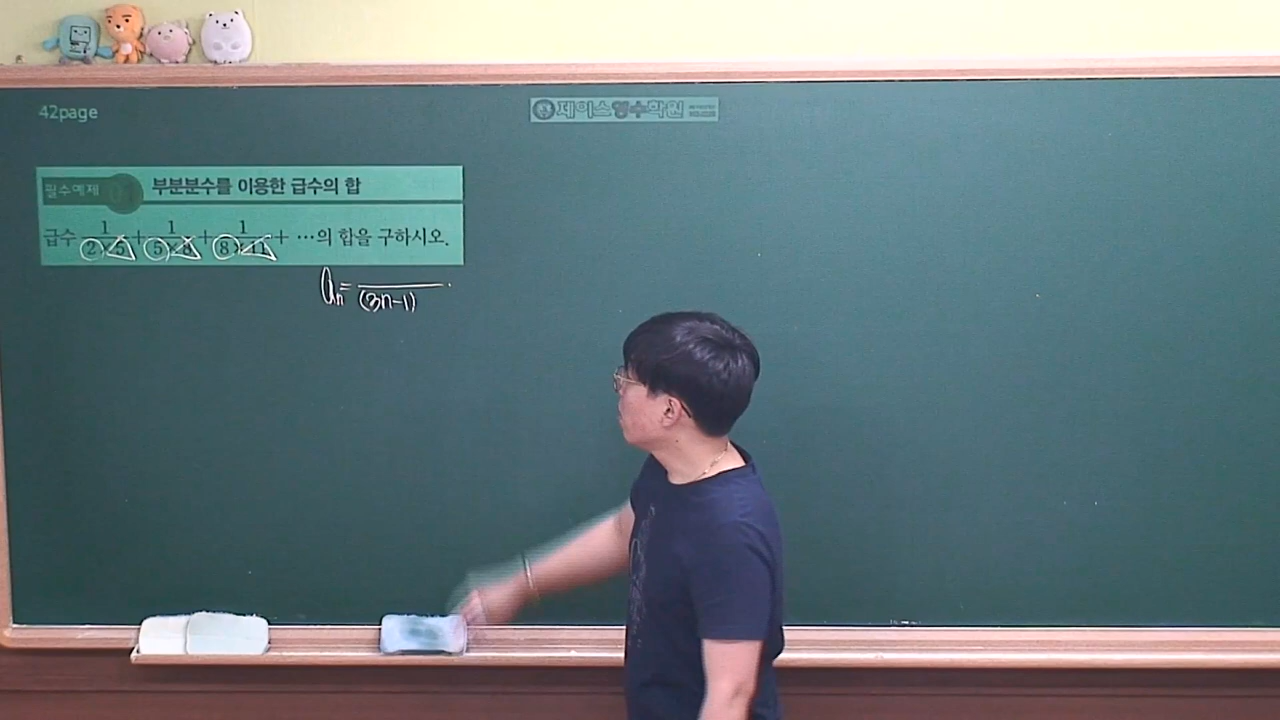 42page
제이스영수학원
필수예제 01 부분분수를 이용한 급수의 합
급수 1/(2×5) + 1/(5×8) + 1/(8×11) + ⋯의 합을 구하시오.
aₙ = ─── (3n-1)